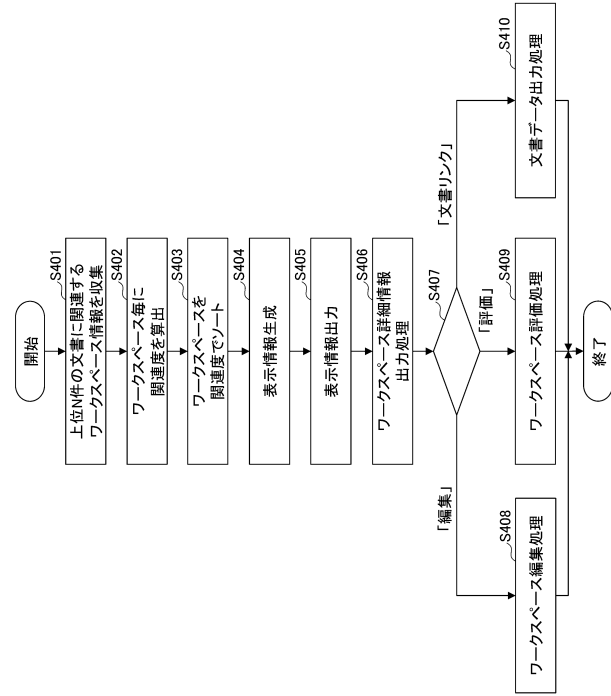 開始
S401
上位N件の文書に関連する
ワークスペース情報を収集
S402
ワークスペース毎に
関連度を算出
S403
ワークスペースを
関連度でソート
S404
表示情報生成
S405
表示情報出力
S406
ワークスペース詳細情報
出力処理
S407
「編集」
「評価」
「文書リンク」
S408
ワークスペース編集処理
S409
ワークスペース評価処理
S410
文書データ出力処理
終了